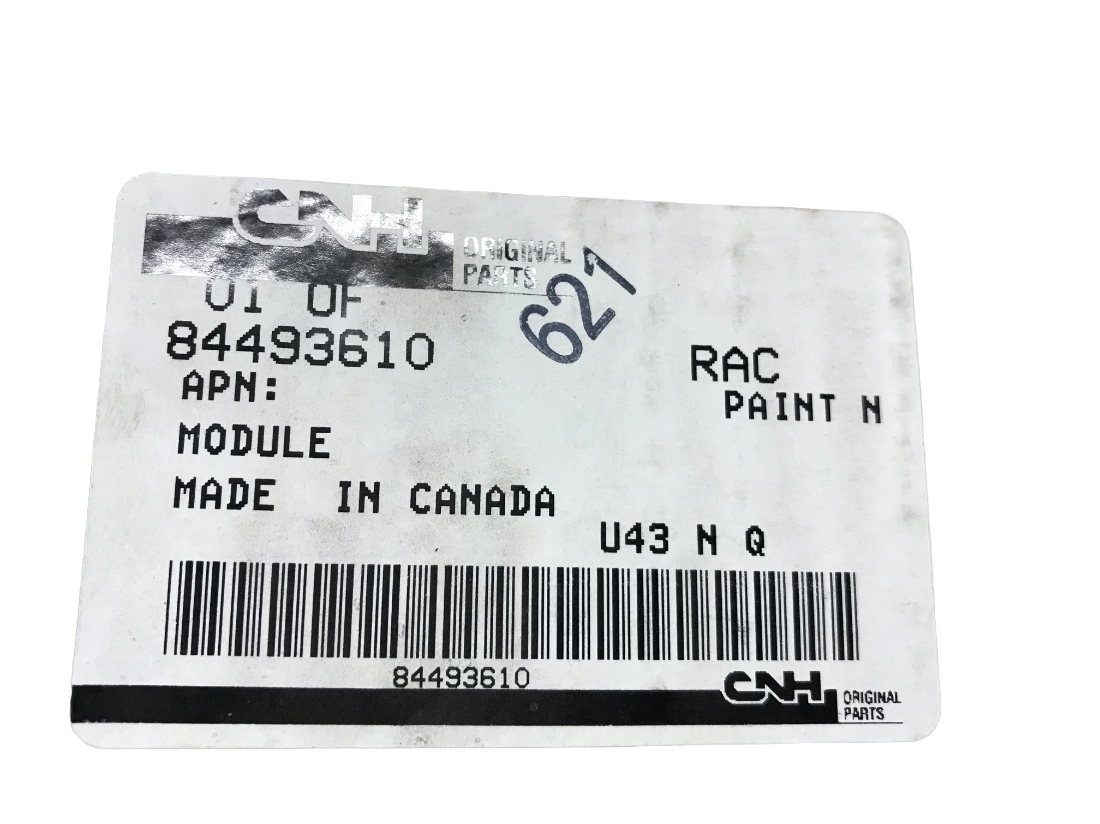 CNH
ORIGINAL
PARTS
01 OF
621
84493610
RAC
APN:
PAINT N
MODULE
MADE IN CANADA
U43 N Q
84493610
CNH
ORIGINAL
PARTS